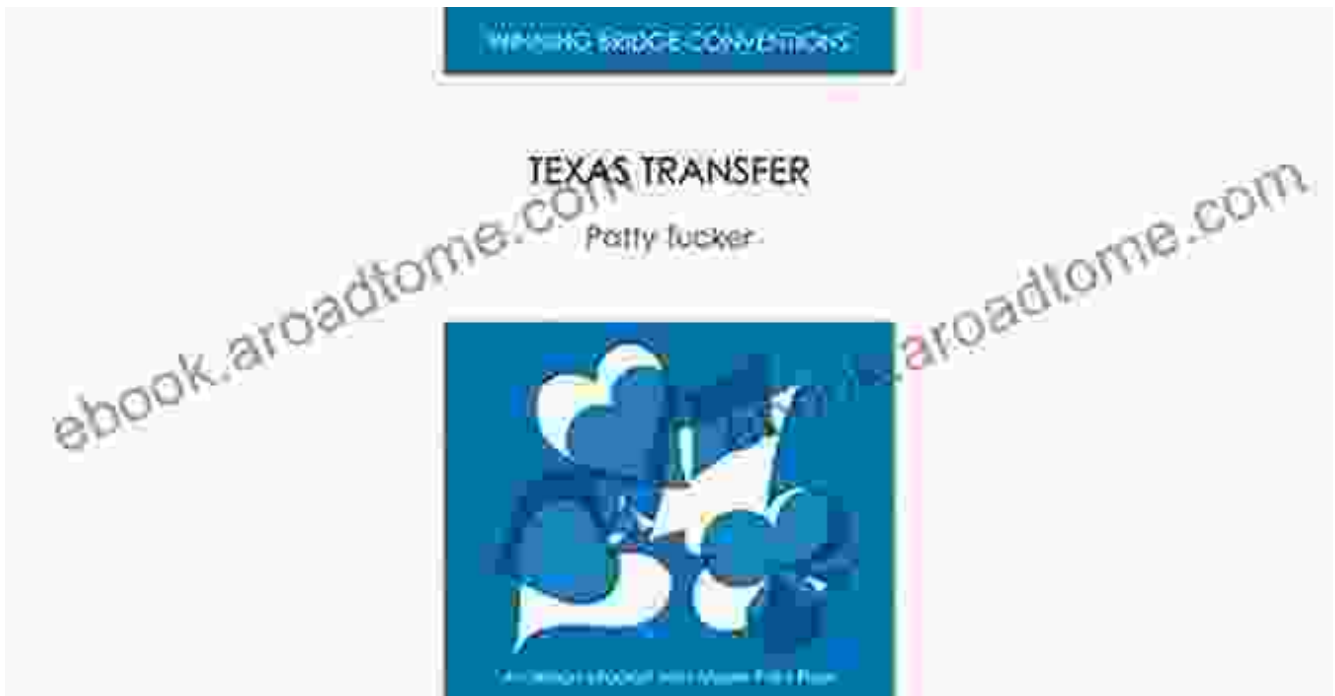 WINNING BRIDGE CONVENTIONS
TEXAS TRANSFER
Patty Tucker
ebook.aroadtome.com
aroadtome.com